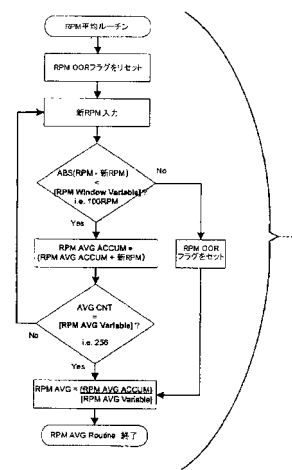 RPM平均ルーチン
RPM OORフラグをリセット
新RPM入力
ABS(RPM - 新RPM)
<
[RPM Window Variable]?
i.e. 100RPM
No
Yes
RPM AVG ACCUM =
(RPM AVG ACCUM + 新RPM)
RPM OOR
フラグをセット
AVG CNT
=
[RPM AVG Variable] ?
i.e. 256
No
Yes
RPM AVG = (RPM AVG ACCUM)
[RPM AVG Variable]
RPM AVG Routine 終了